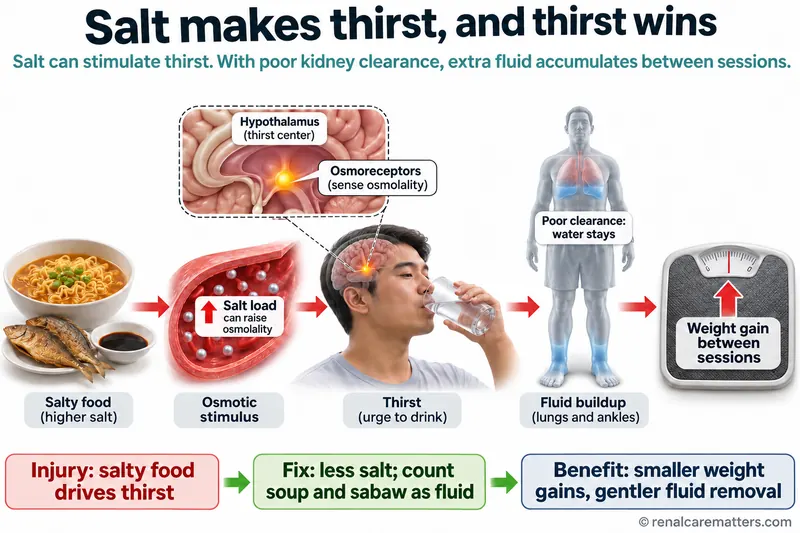 Salt makes thirst, and thirst wins
Salt can stimulate thirst. With poor kidney clearance, extra fluid accumulates between sessions.
Hypothalamus
(thirst center)
Osmoreceptors
(sense osmolality)
Salt load
can raise
osmolality
Poor clearance:
water stays
0 0
Weight gain
between
sessions
Salty food
(higher salt)
Osmotic
stimulus
Thirst
(urge to drink)
Fluid buildup
(lungs and ankles)
Injury: salty food
drives thirst
Fix: less salt; count
soup and sabaw as fluid
Benefit: smaller weight
gains, gentler fluid removal
© renalcarematters.com